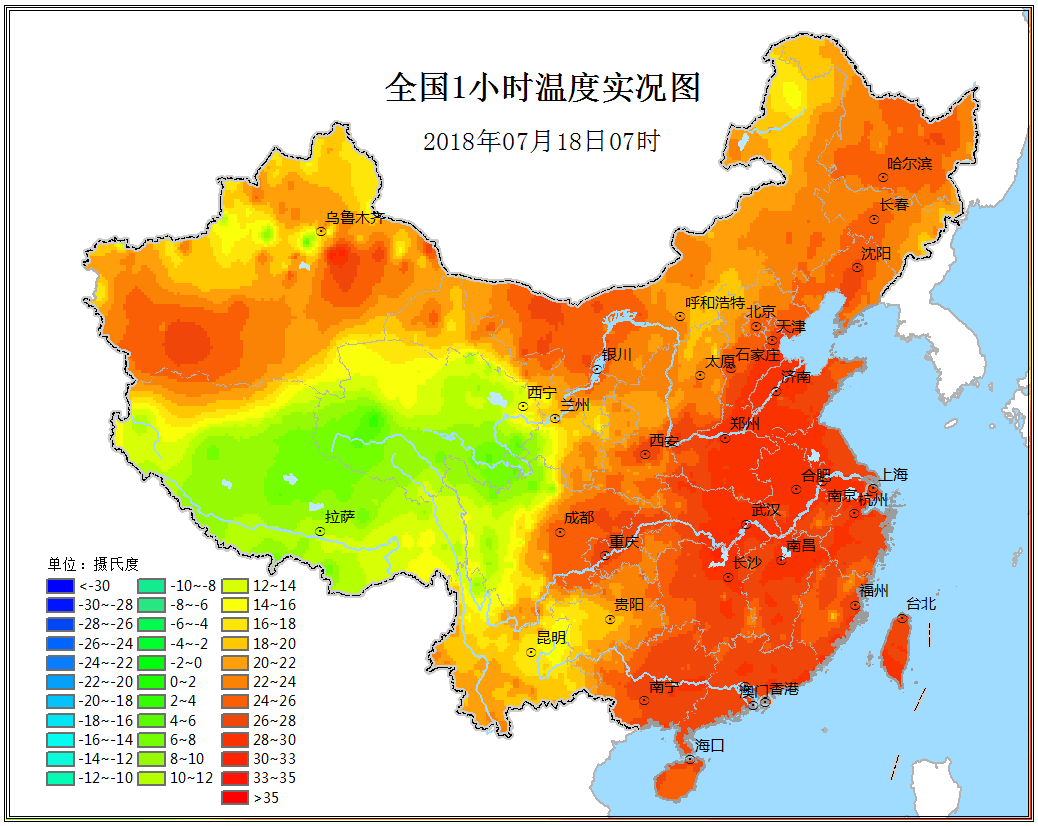 全国1小时温度实况图
2018年07月18日07时
哈尔滨
长春
乌鲁木齐
沈阳
呼和浩特
北京
天津
银川
太原
石家庄
济南
西宁
兰州
郑州
西安
合肥
上海
南京
杭州
拉萨
成都
武汉
重庆
南昌
长沙
贵阳
福州
台北
昆明
南宁
澳门
香港
海口
单位：摄氏度
<-30
-30~-28
-28~-26
-26~-24
-24~-22
-22~-20
-20~-18
-18~-16
-16~-14
-14~-12
-12~-10
-10~-8
-8~-6
-6~-4
-4~-2
-2~0
0~2
2~4
4~6
6~8
8~10
10~12
12~14
14~16
16~18
18~20
20~22
22~24
24~26
26~28
28~30
30~33
33~35
>35